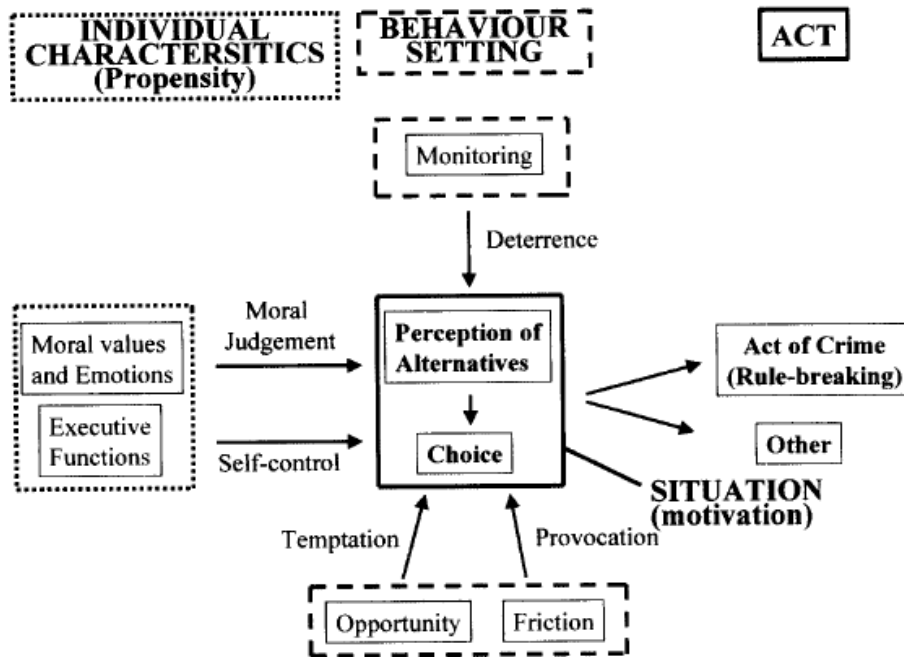 INDIVIDUAL
CHARACTERSITICS
(Propensity)
BEHAVIOUR
SETTING
ACT
Monitoring
Deterrence
Moral
Judgement
Moral values
and Emotions
Executive
Functions
Self-control
Perception of
Alternatives
Choice
Act of Crime
(Rule-breaking)
Other
SITUATION
(motivation)
Temptation
Provocation
Opportunity
Friction